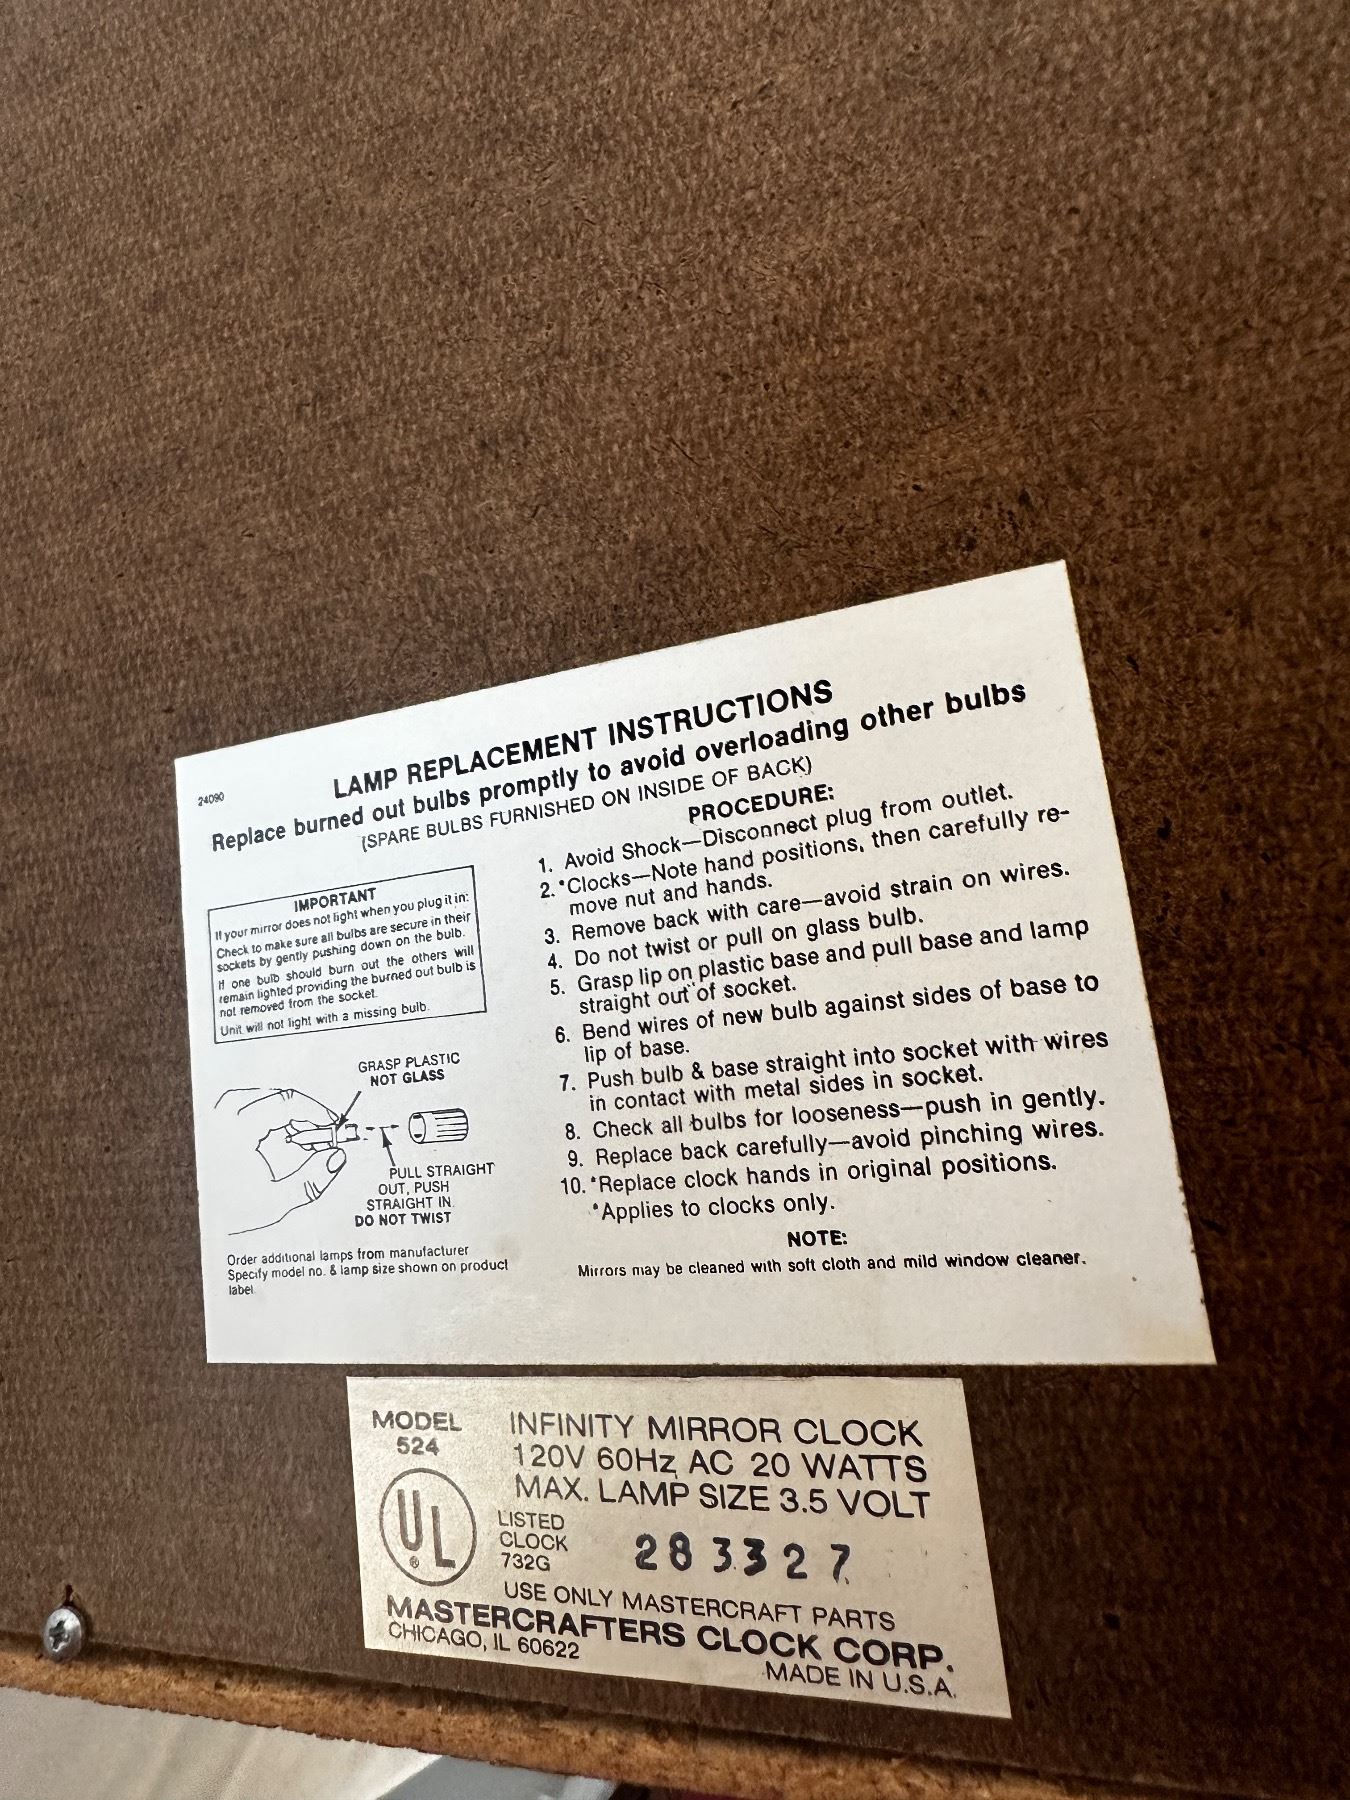 24090
LAMP REPLACEMENT INSTRUCTIONS
Replace burned out bulbs promptly to avoid overloading other bulbs
(SPARE BULBS FURNISHED ON INSIDE OF BACK)
IMPORTANT
If your mirror does not light when you plug it in:
Check to make sure all bulbs are secure in their
sockets by gently pushing down on the bulb.
If one bulb should burn out the others will
remain lighted providing the burned out bulb is
not removed from the socket.
Unit will not light with a missing bulb.
GRASP PLASTIC
NOT GLASS
PULL STRAIGHT
OUT, PUSH
STRAIGHT IN.
DO NOT TWIST
Order additional lamps from manufacturer
Specify model no. & lamp size shown on product
label.
PROCEDURE:
1. Avoid Shock—Disconnect plug from outlet.
2. *Clocks—Note hand positions, then carefully re-
move nut and hands.
3. Remove back with care—avoid strain on wires.
4. Do not twist or pull on glass bulb.
5. Grasp lip on plastic base and pull base and lamp
straight out of socket.
6. Bend wires of new bulb against sides of base to
lip of base.
7. Push bulb & base straight into socket with wires
in contact with metal sides in socket.
8. Check all bulbs for looseness—push in gently.
9. Replace back carefully—avoid pinching wires.
10. *Replace clock hands in original positions.
*Applies to clocks only.
NOTE:
Mirrors may be cleaned with soft cloth and mild window cleaner.
MODEL
524
INFINITY MIRROR CLOCK
120V 60Hz AC 20 WATTS
MAX. LAMP SIZE 3.5 VOLT
UL
®
LISTED
CLOCK
732G
283327
USE ONLY MASTERCRAFT PARTS
MASTERCRAFTERS CLOCK CORP.
CHICAGO, IL 60622
MADE IN U.S.A.